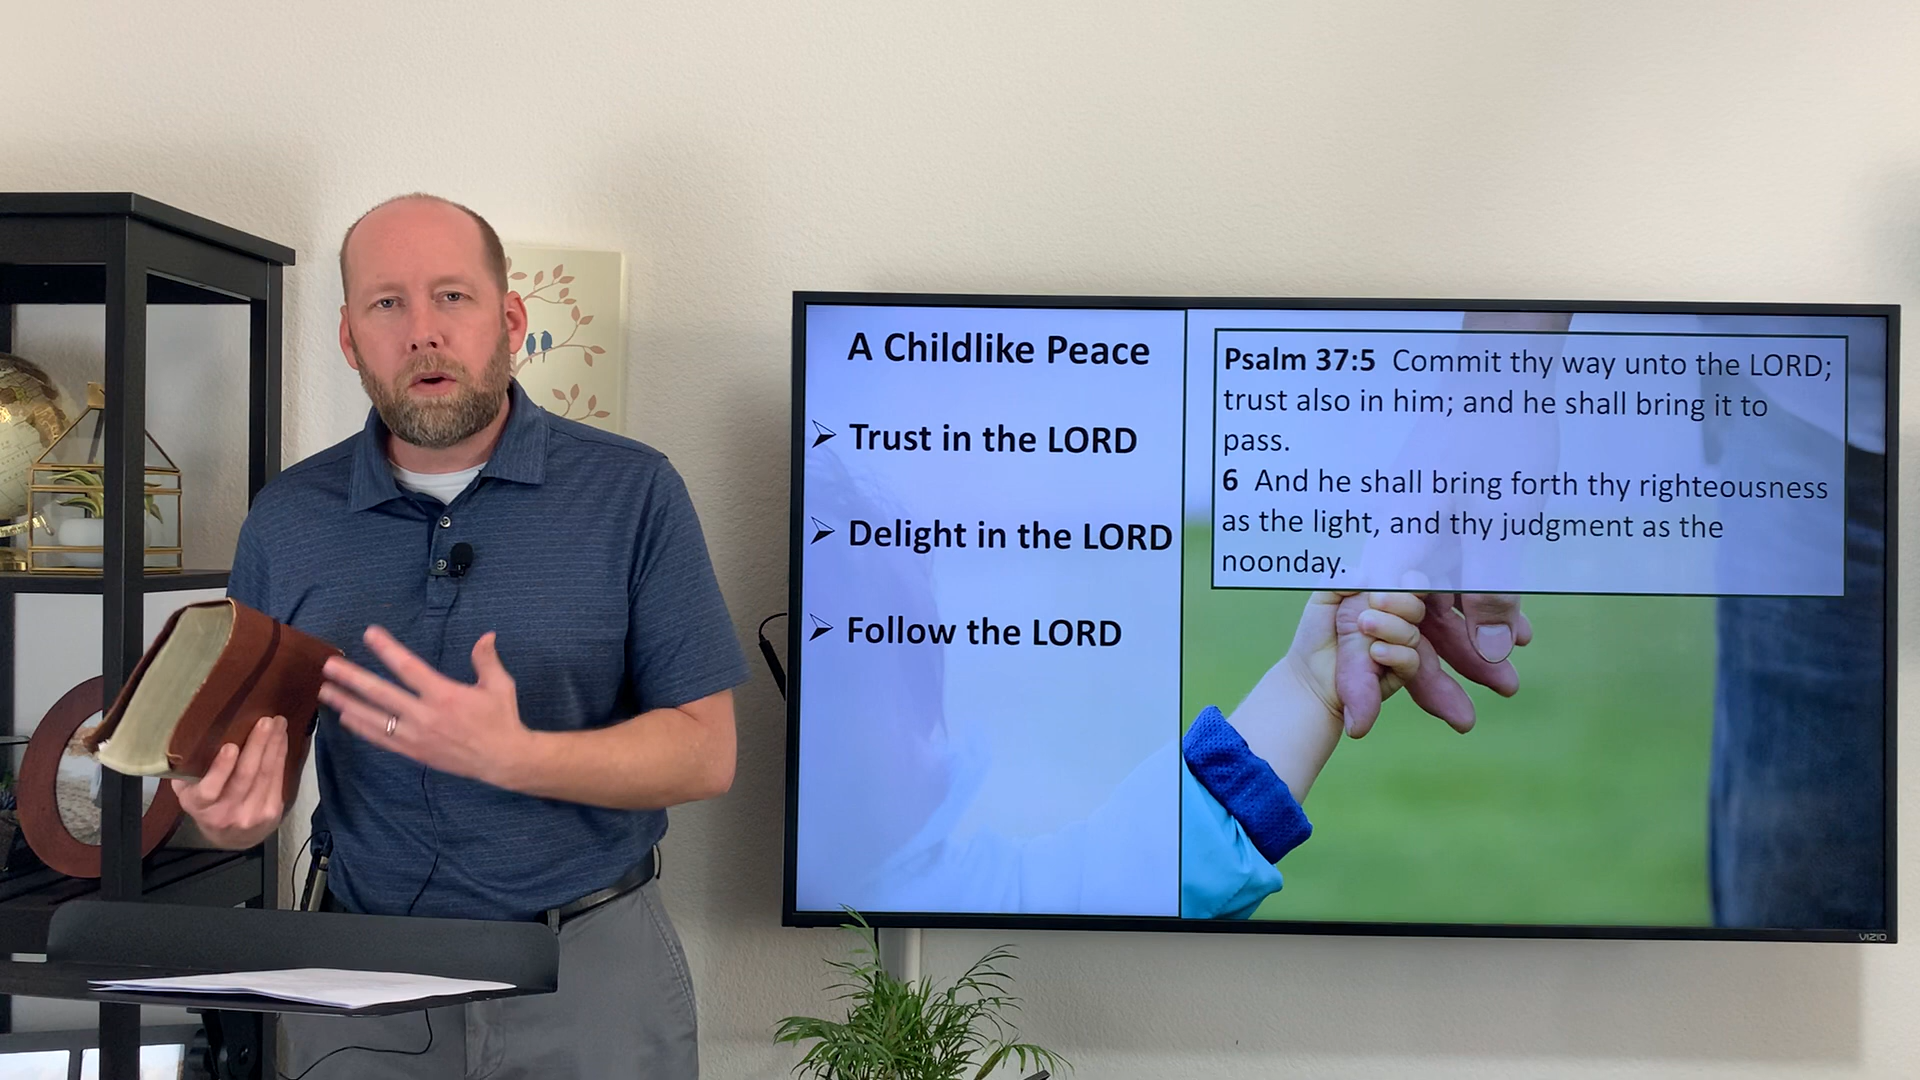 A Childlike Peace
Trust in the LORD
Delight in the LORD
Follow the LORD
Psalm 37:5 Commit thy way unto the LORD;
trust also in him; and he shall bring it to
pass.
6 And he shall bring forth thy righteousness
as the light, and thy judgment as the
noonday.
VIZIO